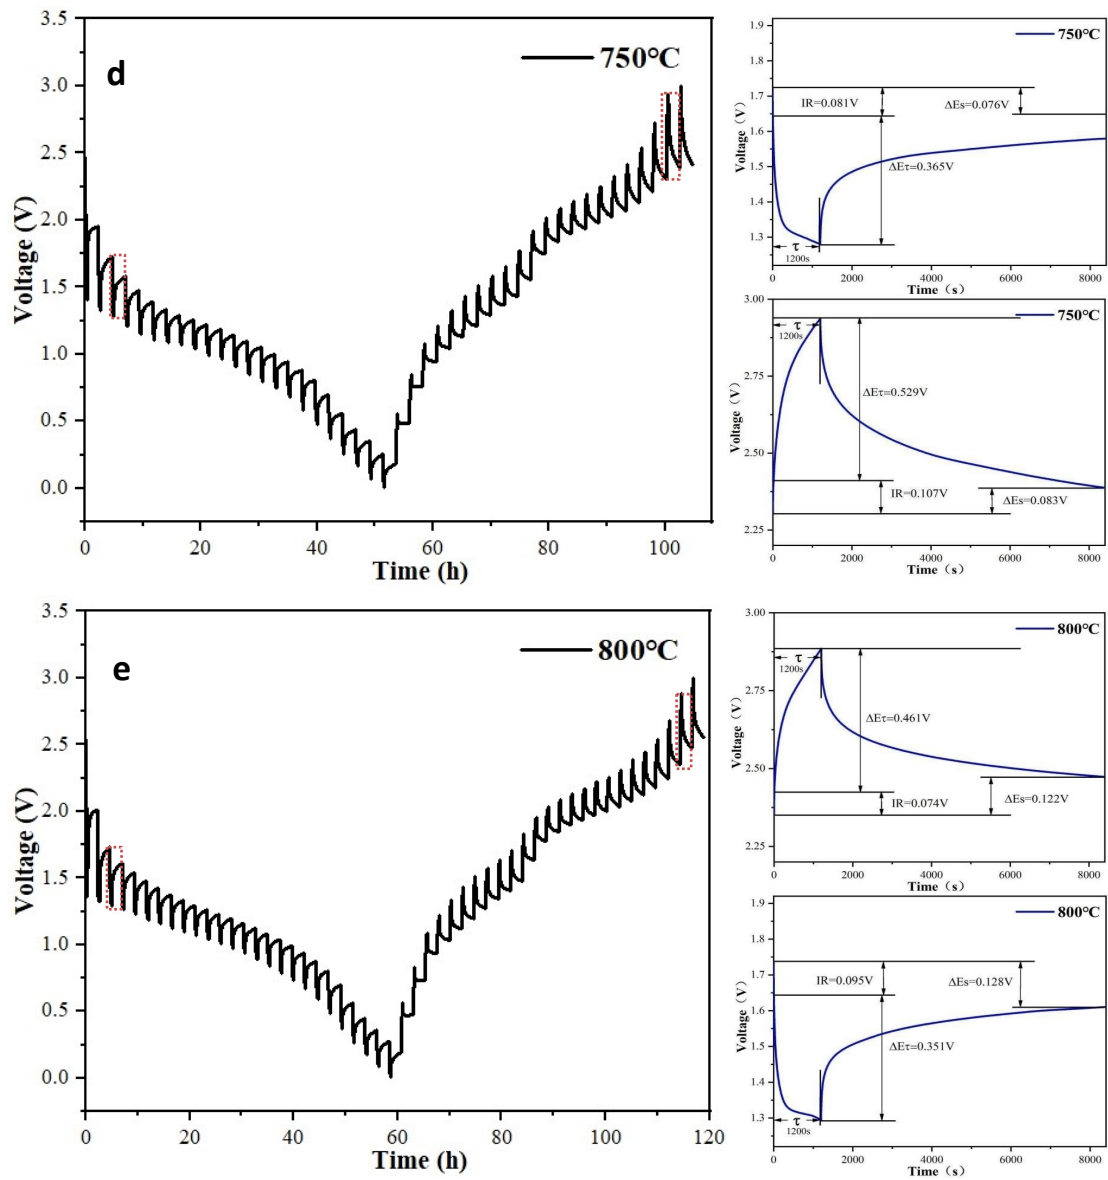 d
750°C
3.5
3.0
2.5
2.0
1.5
1.0
0.5
0.0
Voltage (V)
0 20 40 60 80 100
Time (h)
750°C
1.9
1.8
1.7
1.6
1.5
1.4
1.3
Voltage (V)
IR=0.081V
ΔEs=0.076V
ΔEτ=0.365V
τ
1200s
0 2000 4000 6000 8000
Time (s)
750°C
3.00
2.75
2.50
2.25
Voltage (V)
τ
1200s
ΔEτ=0.529V
IR=0.107V
ΔEs=0.083V
0 2000 4000 6000 8000
Time (s)
e
800°C
3.5
3.0
2.5
2.0
1.5
1.0
0.5
0.0
Voltage (V)
0 20 40 60 80 100 120
Time (h)
800°C
3.00
2.75
2.50
2.25
Voltage (V)
τ
1200s
ΔEτ=0.461V
IR=0.074V
ΔEs=0.122V
0 2000 4000 6000 8000
Time (s)
800°C
1.9
1.8
1.7
1.6
1.5
1.4
1.3
Voltage (V)
IR=0.095V
ΔEs=0.128V
ΔEτ=0.351V
τ
1200s
0 2000 4000 6000 8000
Time (s)